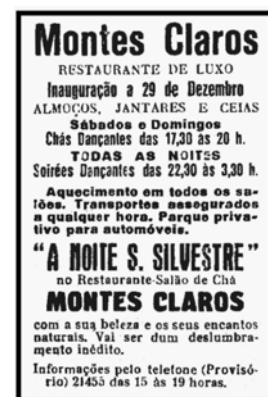 Montes Claros
RESTAURANTE DE LUXO
Inauguração a 29 de Dezembro
ALMOÇOS, JANTARES E CEIAS
Sábados e Domingos
Chás Dançantes das 17,30 às 20 h.
TODAS AS NOITES
Soirées Dançantes das 22,30 às 3,30 h.
Aquecimento em todos os sa-
lões. Transportes assegurados
a qualquer hora. Parque priva-
tivo para automóveis.
"A NOITE S. SILVESTRE"
no Restaurante-Salão de Chá
MONTES CLAROS
com a sua beleza e os seus encantos
naturais. Vai ser dum deslumbra-
mento inédito.
Informações pelo telefone (Provisó-
rio) 21455 das 15 às 19 horas.